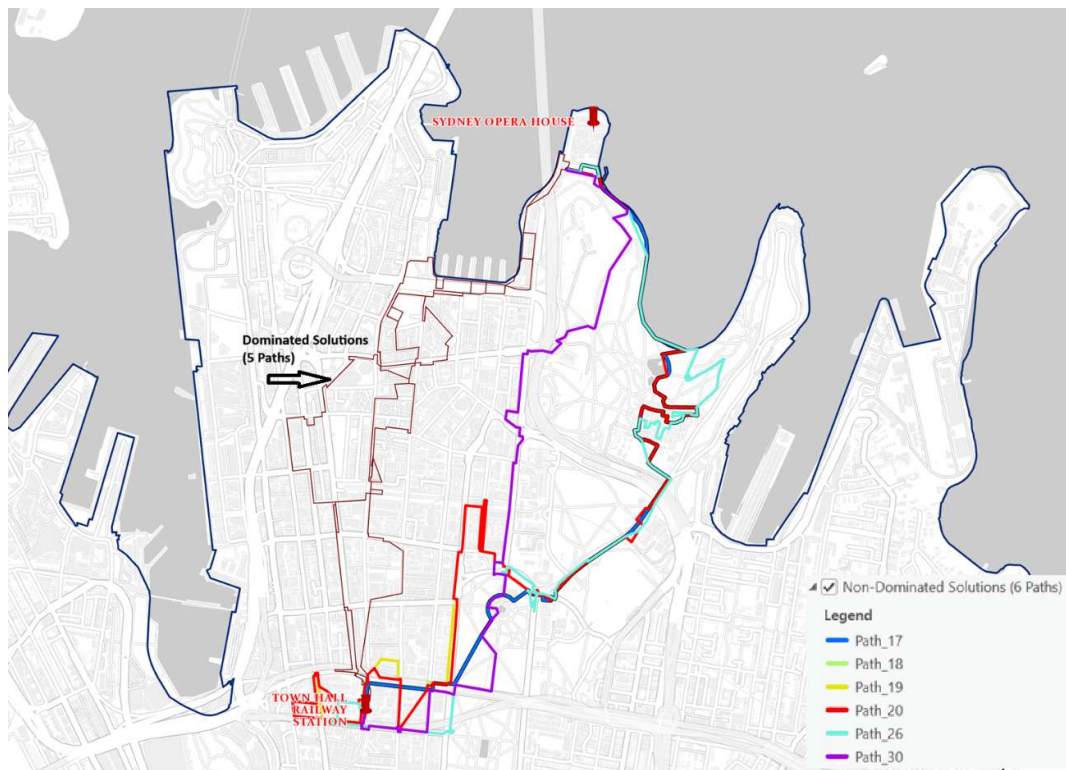 SYDNEY OPERA HOUSE
Dominated Solutions
(5 Paths)
TOWN HALL
RAILWAY
STATION
Non-Dominated Solutions (6 Paths)
Legend
Path_17
Path_18
Path_19
Path_20
Path_26
Path_30